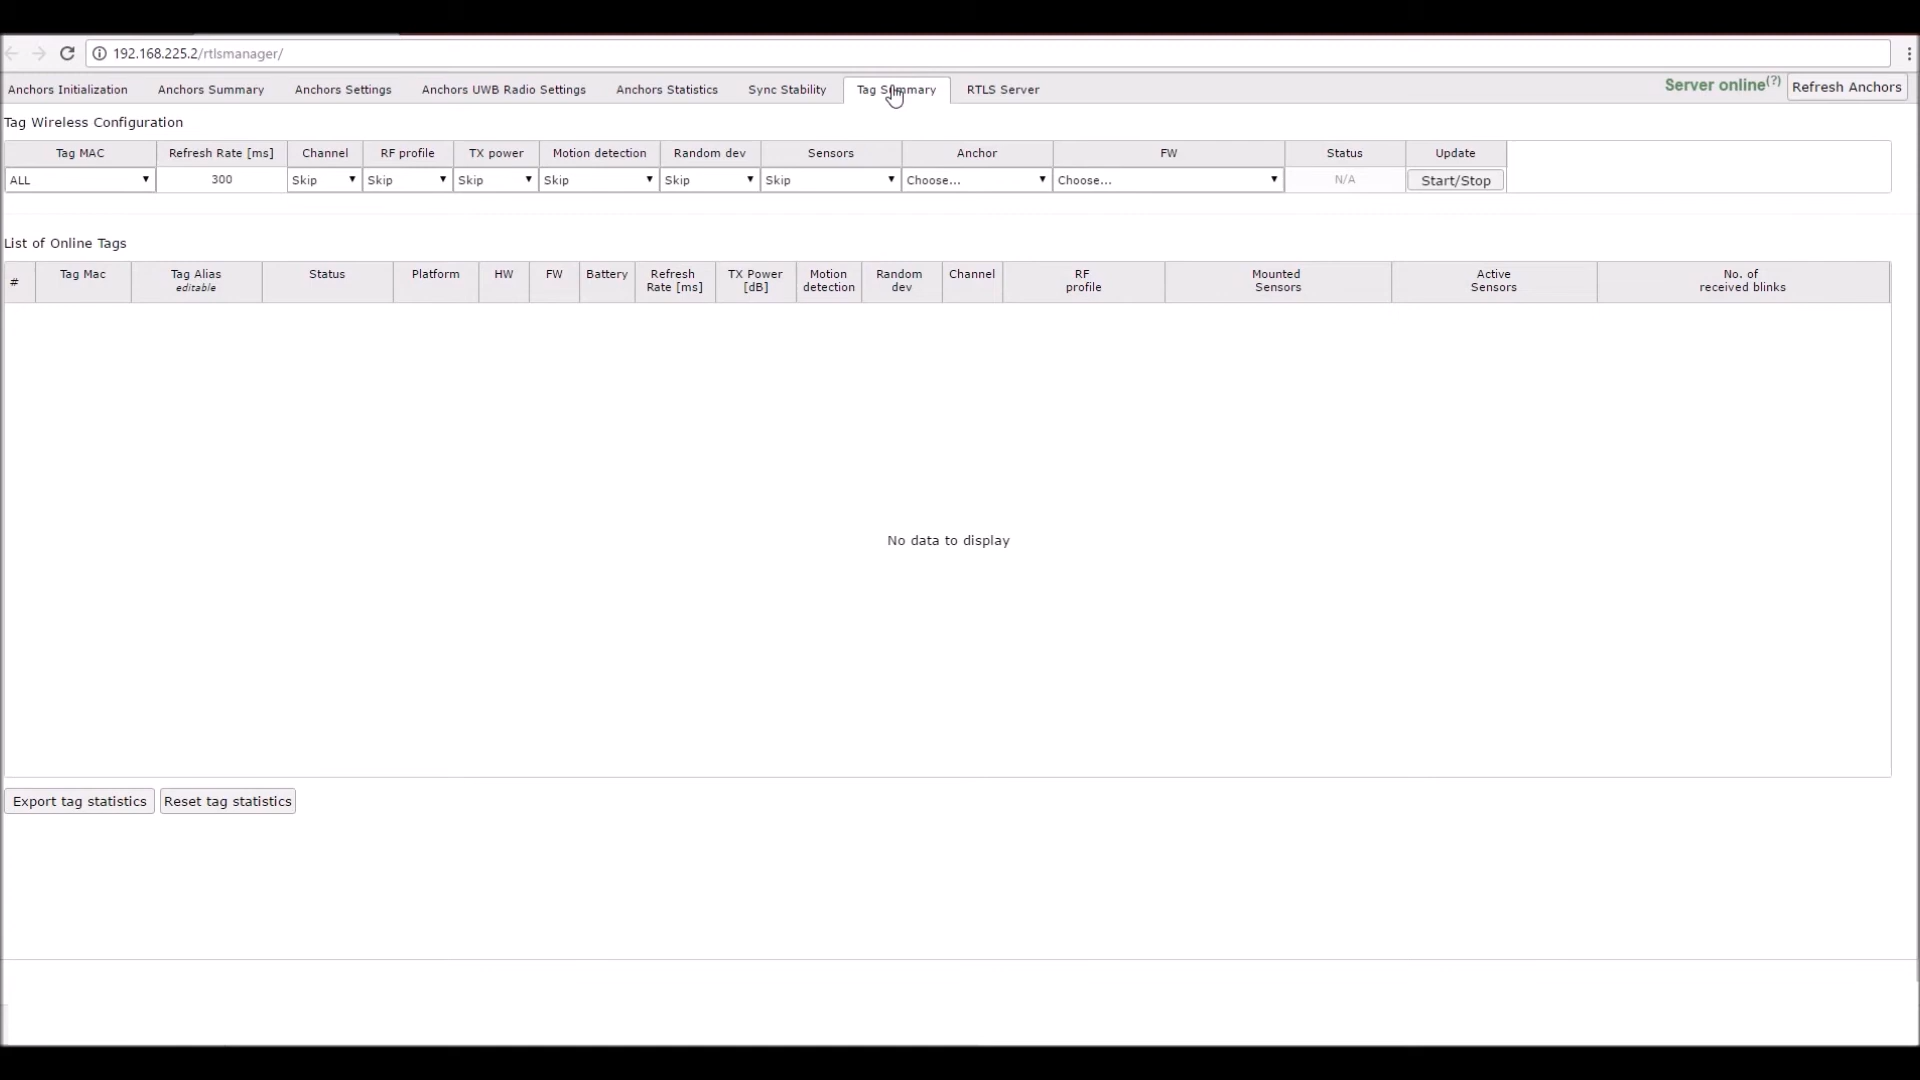 192.168.225.2/rtlsmanager/
Anchors Initialization Anchors Summary Anchors Settings Anchors UWB Radio Settings Anchors Statistics Sync Stability Tag Summary RTLS Server Server online(?) Refresh Anchors
Tag Wireless Configuration
Tag MAC Refresh Rate [ms] Channel RF profile TX power Motion detection Random dev Sensors Anchor FW Status Update
ALL 300 Skip Skip Skip Skip Skip Skip Choose... Choose... N/A Start/Stop
List of Online Tags
# Tag Mac Tag Alias editable Status Platform HW FW Battery Refresh Rate [ms] TX Power [dB] Motion detection Random dev Channel RF profile Mounted Sensors Active Sensors No. of received blinks
No data to display
Export tag statistics Reset tag statistics